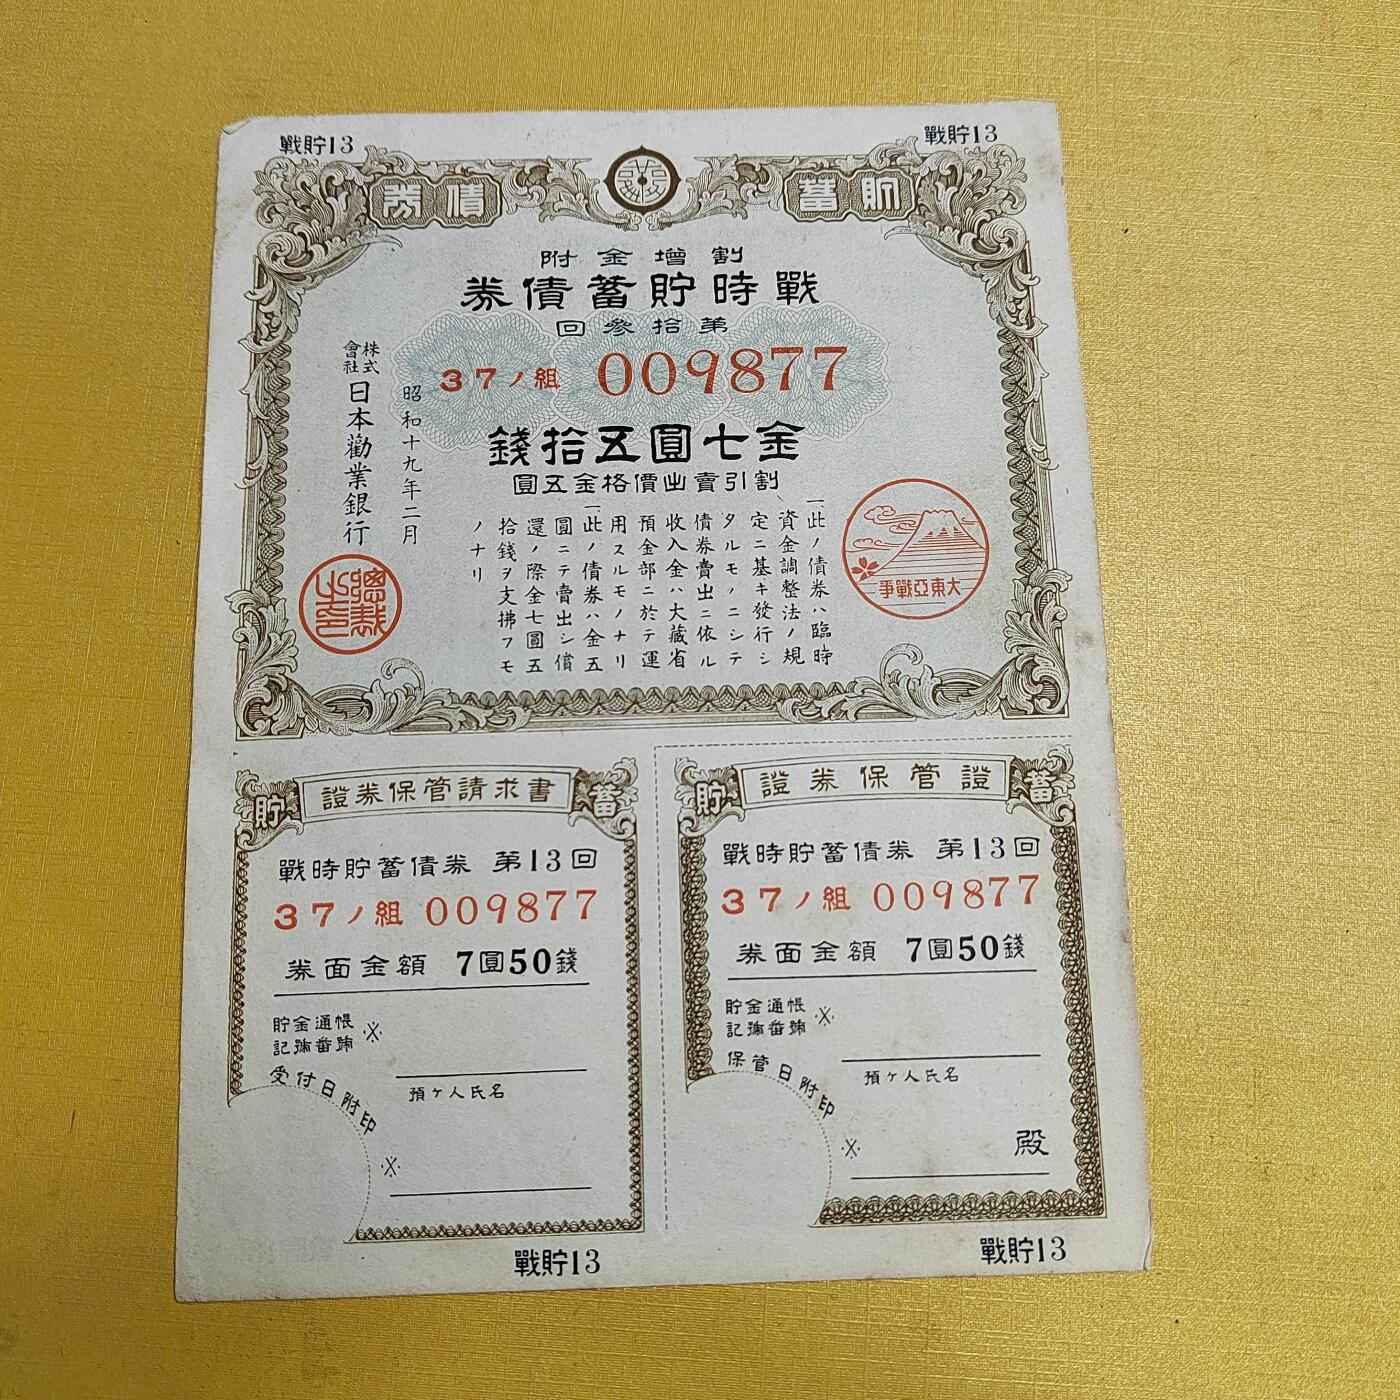 戰貯13
戰貯13
貯蓄
債券
割增金附
戰時貯蓄債券
第拾參回
37ノ組 009877
金七圓五拾錢
割引賣出價格金五圓
一、此ノ債券ハ臨時
資金調整法ノ規
定ニ基キ發行シ
タルモノニシテ
債券賣出ニ依ル
收入金ハ大藏省
預金部ニ於テ運
用スルモノナリ
一、此ノ債券ハ金五
圓ニテ賣出シ償
還ノ際金七圓五
拾錢ヲ支拂フモ
ノナリ
昭和十九年二月
株式會社日本勸業銀行
總裁之印
大東亞戰爭
貯蓄
證券保管請求書
戰時貯蓄債券 第13回
37ノ組 009877
券面金額 7圓50錢
貯金通帳
記號番號
※
受付日附印
預ケ人氏名
※
戰貯13
貯蓄
證券保管證
戰時貯蓄債券 第13回
37ノ組 009877
券面金額 7圓50錢
貯金通帳
記號番號
※
保管日附印
預ケ人氏名
※
殿
戰貯13